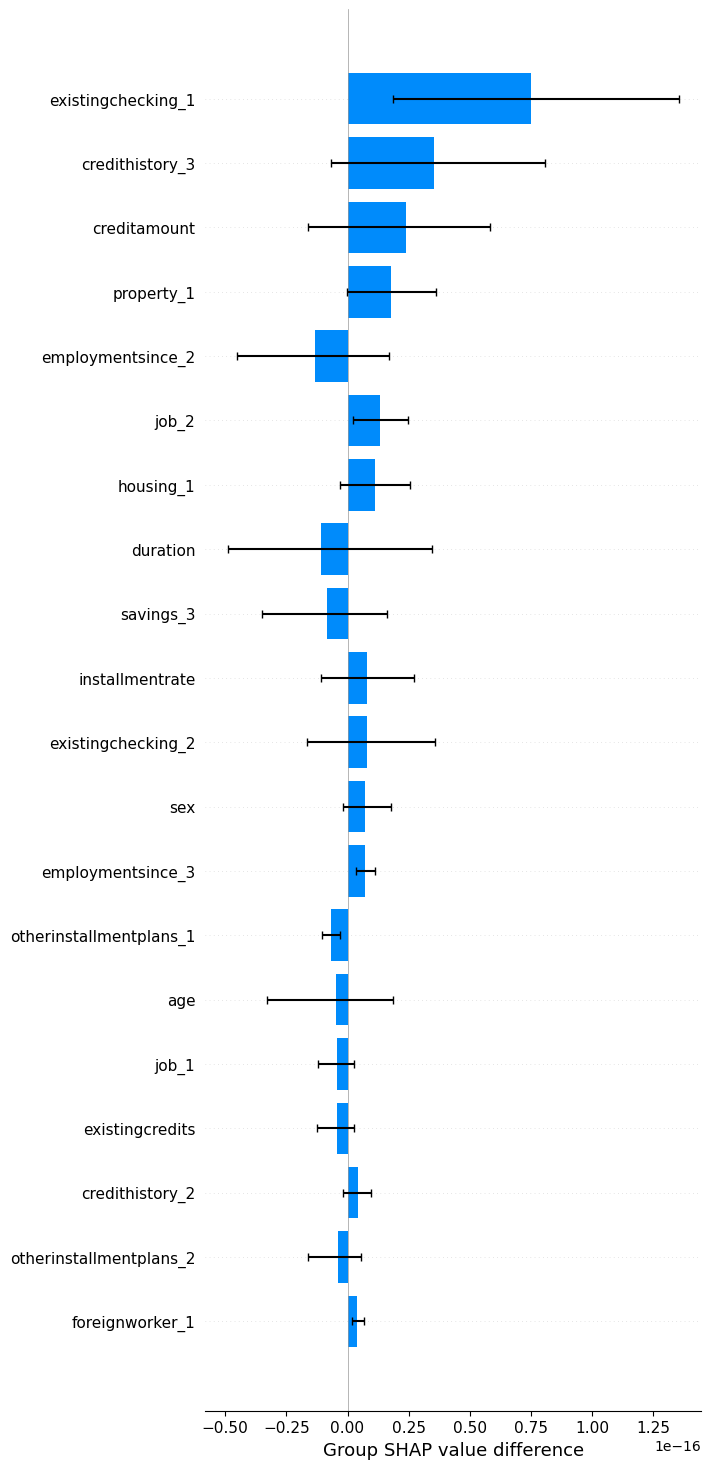 existingchecking_1
credithistory_3
creditamount
property_1
employmentsince_2
job_2
housing_1
duration
savings_3
installmentrate
existingchecking_2
sex
employmentsince_3
otherinstallmentplans_1
age
job_1
existingcredits
credithistory_2
otherinstallmentplans_2
foreignworker_1
−0.50 −0.25 0.00 0.25 0.50 0.75 1.00 1.25
Group SHAP value difference
1e−16